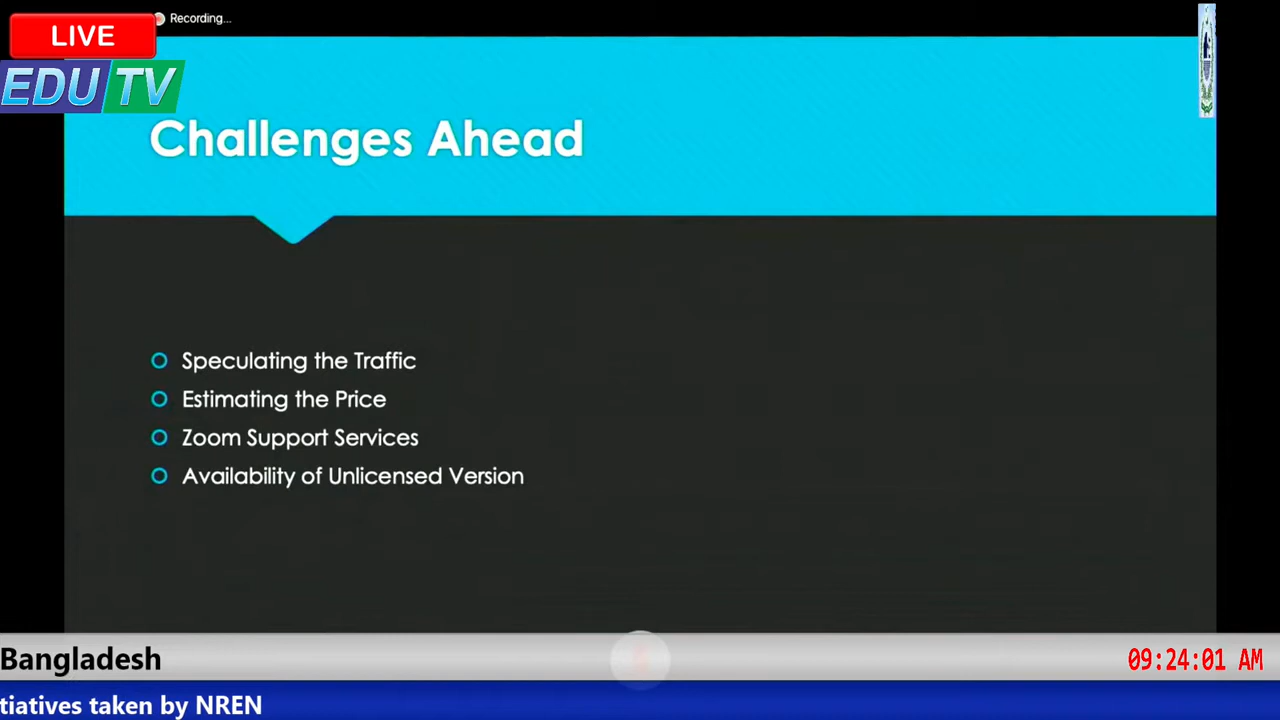 Recording...
LIVE
EDU TV
Challenges Ahead
Speculating the Traffic
Estimating the Price
Zoom Support Services
Availability of Unlicensed Version
Bangladesh
09:24:01 AM
tiatives taken by NREN